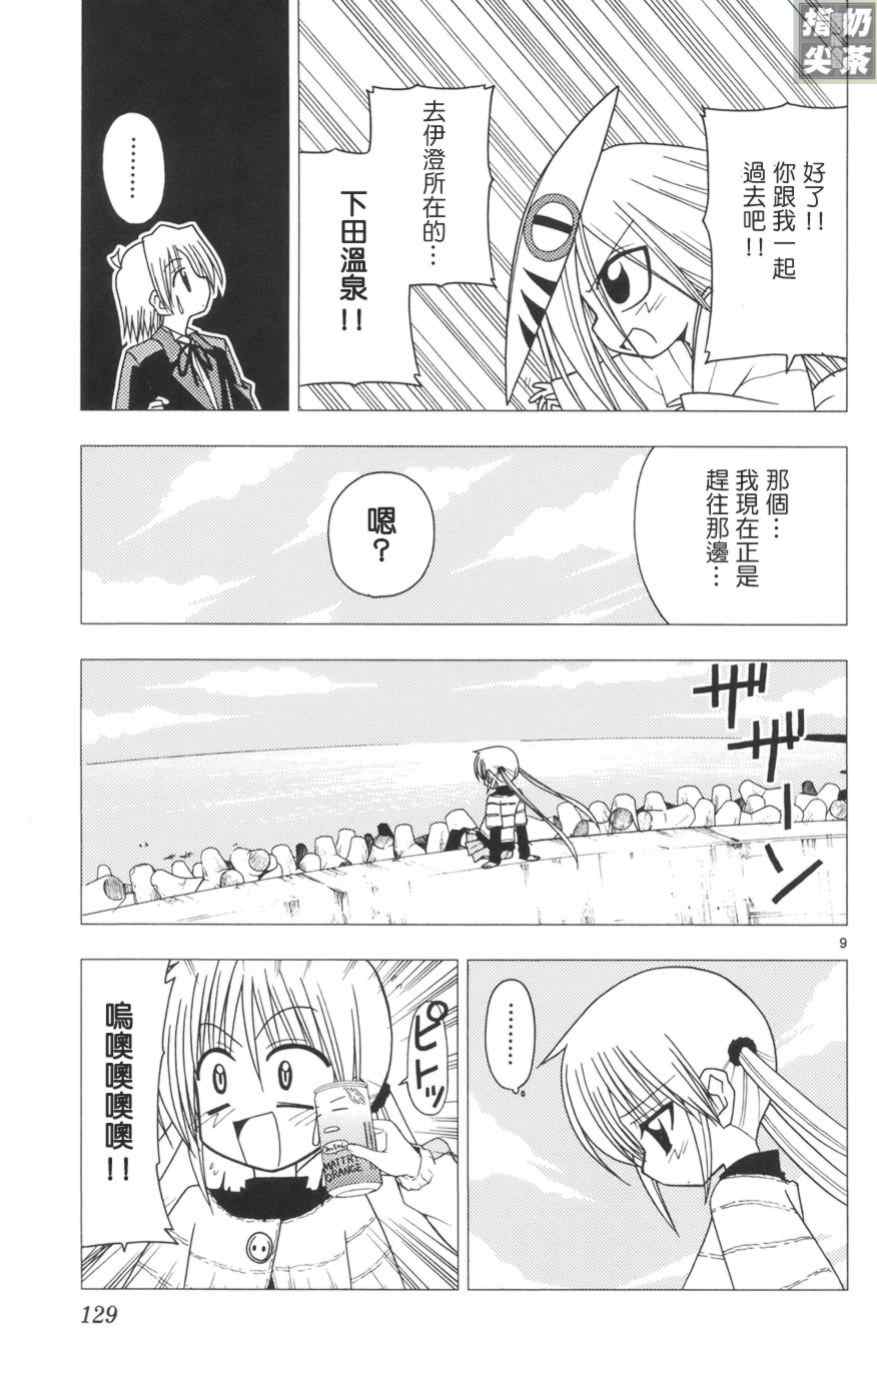 指奶
尖茶
好了!!
你跟我一起
過去吧!!
去伊澄所在的…
下田溫泉!!
………
那個…
我現在正是
趕往那邊…
嗯?
ザザーン
9
………
ピトッ
嗚噢噢噢噢!!
MAITTA
ORANGE
129